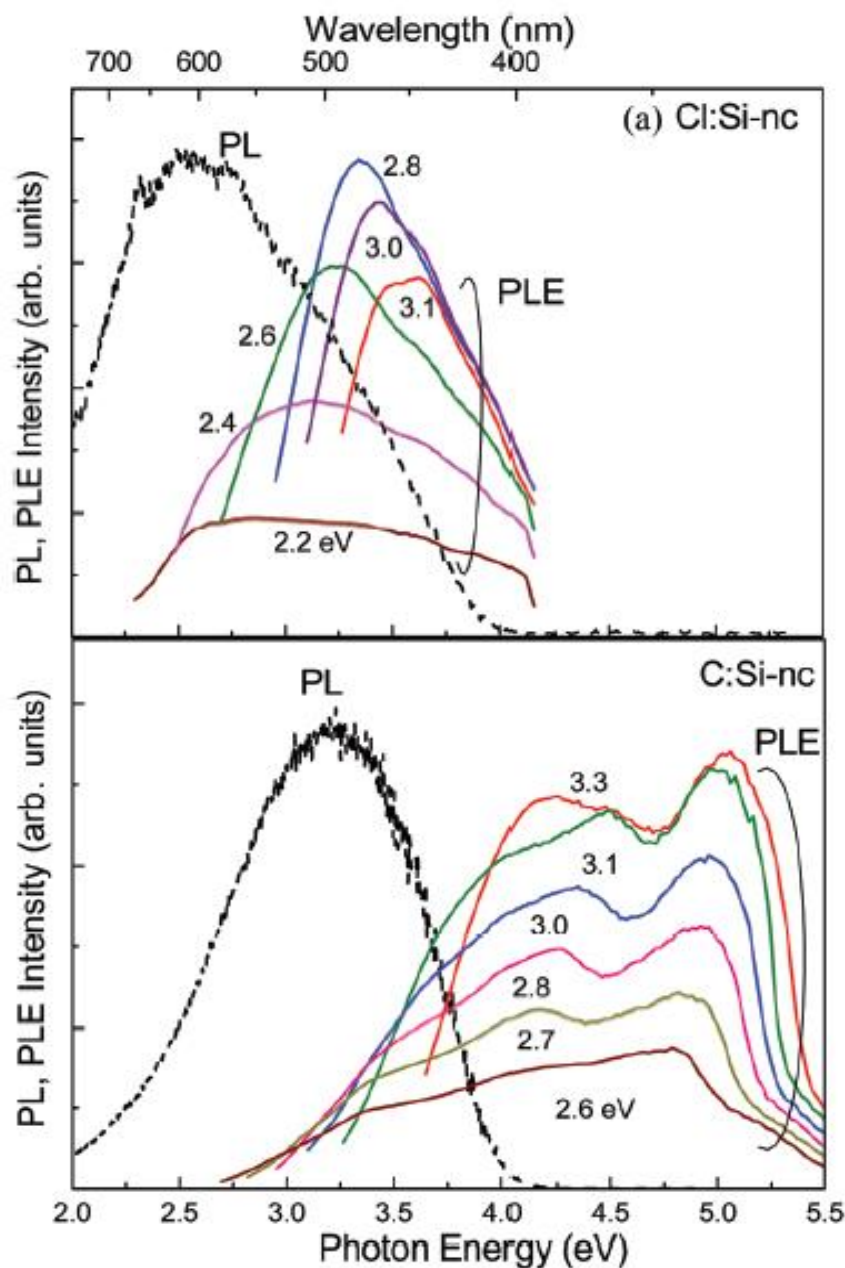 Wavelength (nm)
700 600 500 400
(a) Cl:Si-nc
PL
2.8
3.0
PLE
3.1
2.6
2.4
2.2 eV
PL, PLE Intensity (arb. units)
C:Si-nc
PL
PLE
3.3
3.1
3.0
2.8
2.7
2.6 eV
PL, PLE Intensity (arb. units)
2.0 2.5 3.0 3.5 4.0 4.5 5.0 5.5
Photon Energy (eV)